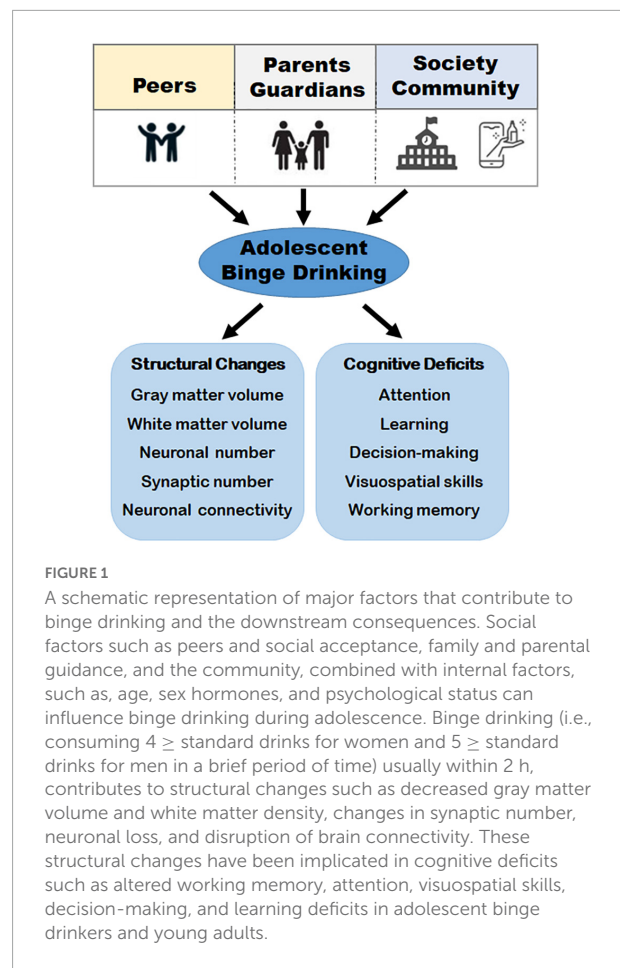 Peers
Parents
Guardians
Society
Community
Adolescent
Binge Drinking
Structural Changes
Gray matter volume
White matter volume
Neuronal number
Synaptic number
Neuronal connectivity
Cognitive Deficits
Attention
Learning
Decision-making
Visuospatial skills
Working memory
FIGURE 1
A schematic representation of major factors that contribute to
binge drinking and the downstream consequences. Social
factors such as peers and social acceptance, family and parental
guidance, and the community, combined with internal factors,
such as, age, sex hormones, and psychological status can
influence binge drinking during adolescence. Binge drinking (i.e.,
consuming 4 ≥ standard drinks for women and 5 ≥ standard
drinks for men in a brief period of time) usually within 2 h,
contributes to structural changes such as decreased gray matter
volume and white matter density, changes in synaptic number,
neuronal loss, and disruption of brain connectivity. These
structural changes have been implicated in cognitive deficits
such as altered working memory, attention, visuospatial skills,
decision-making, and learning deficits in adolescent binge
drinkers and young adults.